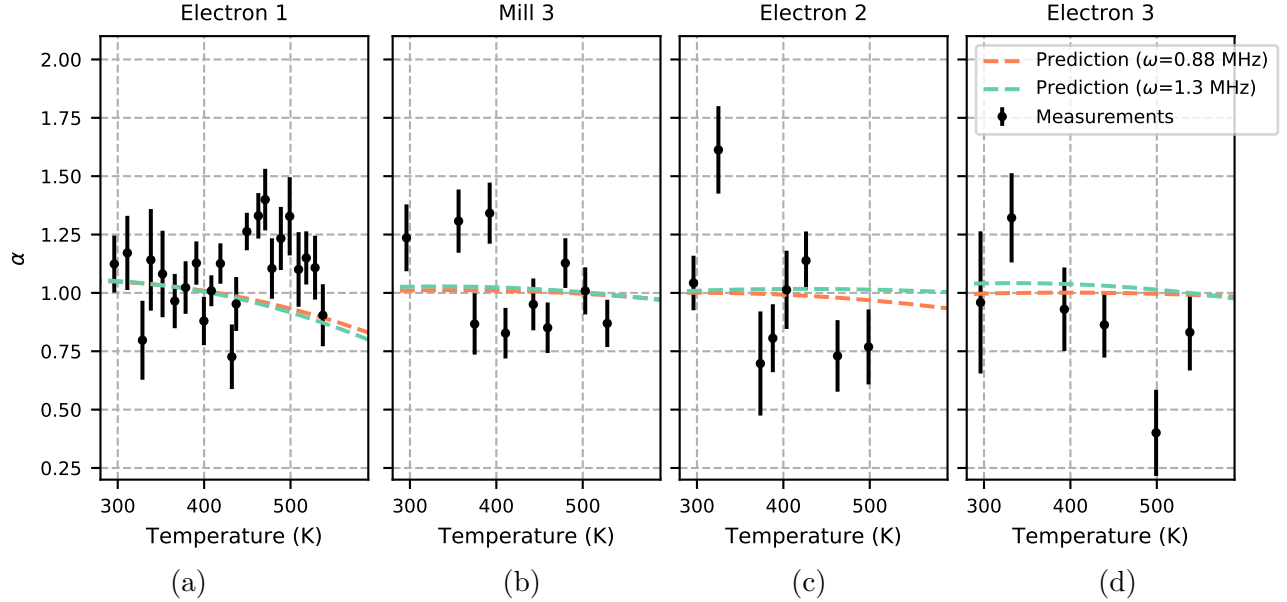 Electron 1 Mill 3 Electron 2 Electron 3
Prediction (ω=0.88 MHz)
Prediction (ω=1.3 MHz)
Measurements
α
2.00
1.75
1.50
1.25
1.00
0.75
0.50
0.25
300 400 500 300 400 500 300 400 500 300 400 500
Temperature (K) Temperature (K) Temperature (K) Temperature (K)
(a) (b) (c) (d)